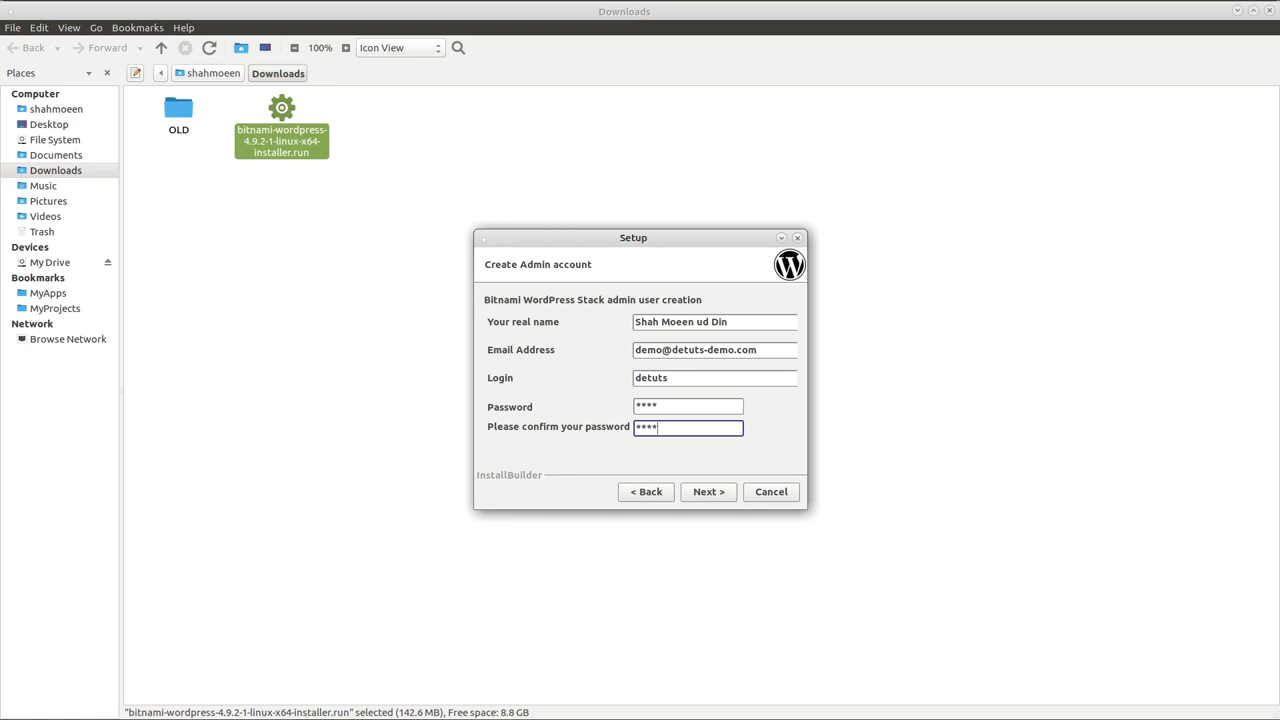 Downloads
File Edit View Go Bookmarks Help
Back Forward 100% Icon View
Places shahmoeen Downloads
Computer
shahmoeen
Desktop
File System
Documents
Downloads
Music
Pictures
Videos
Trash
Devices
My Drive
Bookmarks
MyApps
MyProjects
Network
Browse Network
OLD
bitnami-wordpress-
4.9.2-1-linux-x64-
installer.run
Setup
Create Admin account
Bitnami WordPress Stack admin user creation
Your real name Shah Moeen ud Din
Email Address demo@detuts-demo.com
Login detuts
Password ****
Please confirm your password ****
InstallBuilder
< Back Next > Cancel
"bitnami-wordpress-4.9.2-1-linux-x64-installer.run" selected (142.6 MB), Free space: 8.8 GB